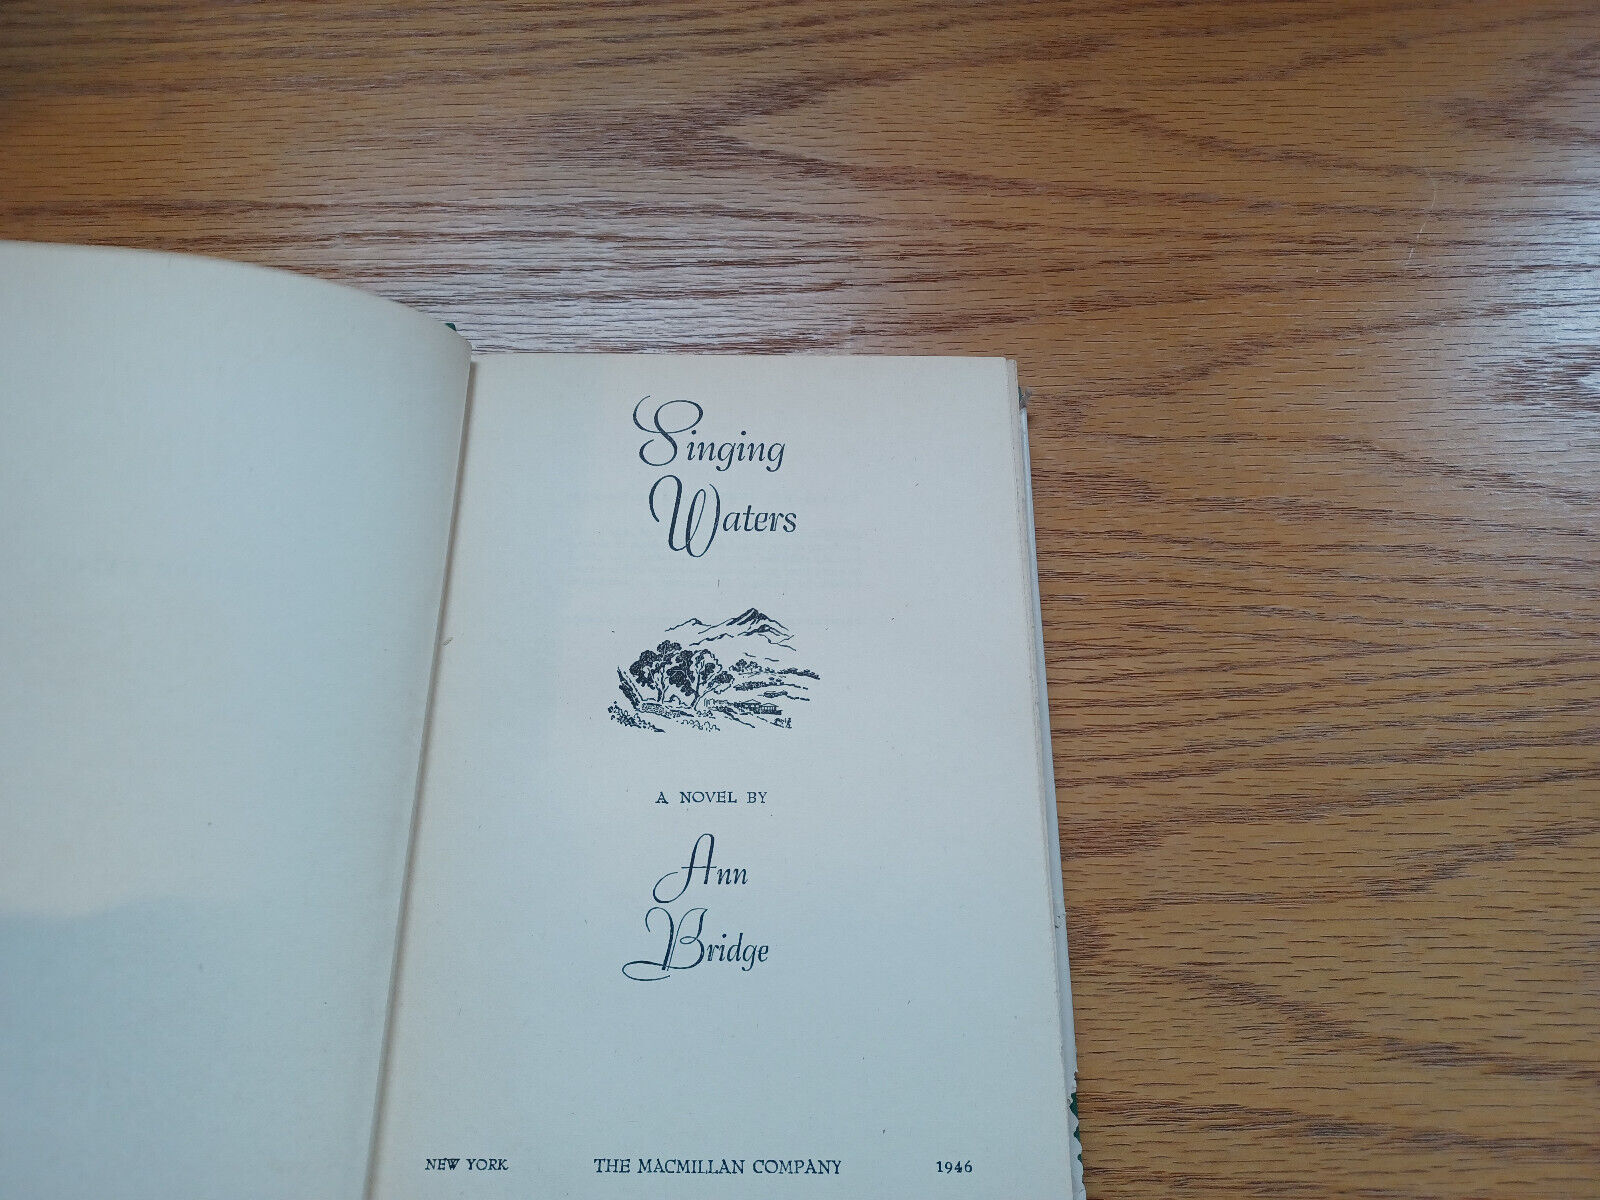 Singing
Waters
A NOVEL BY
Ann
Bridge
NEW YORK THE MACMILLAN COMPANY 1946